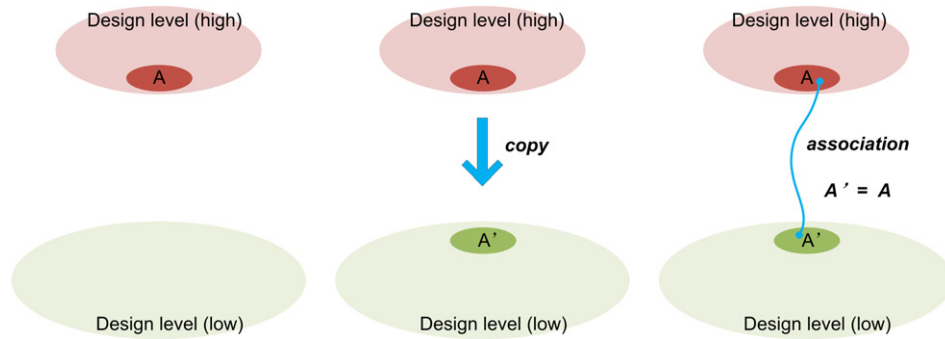 Design level (high)
A
Design level (low)
Design level (high)
A
copy
A’
Design level (low)
Design level (high)
A
association
A’ = A
A’
Design level (low)